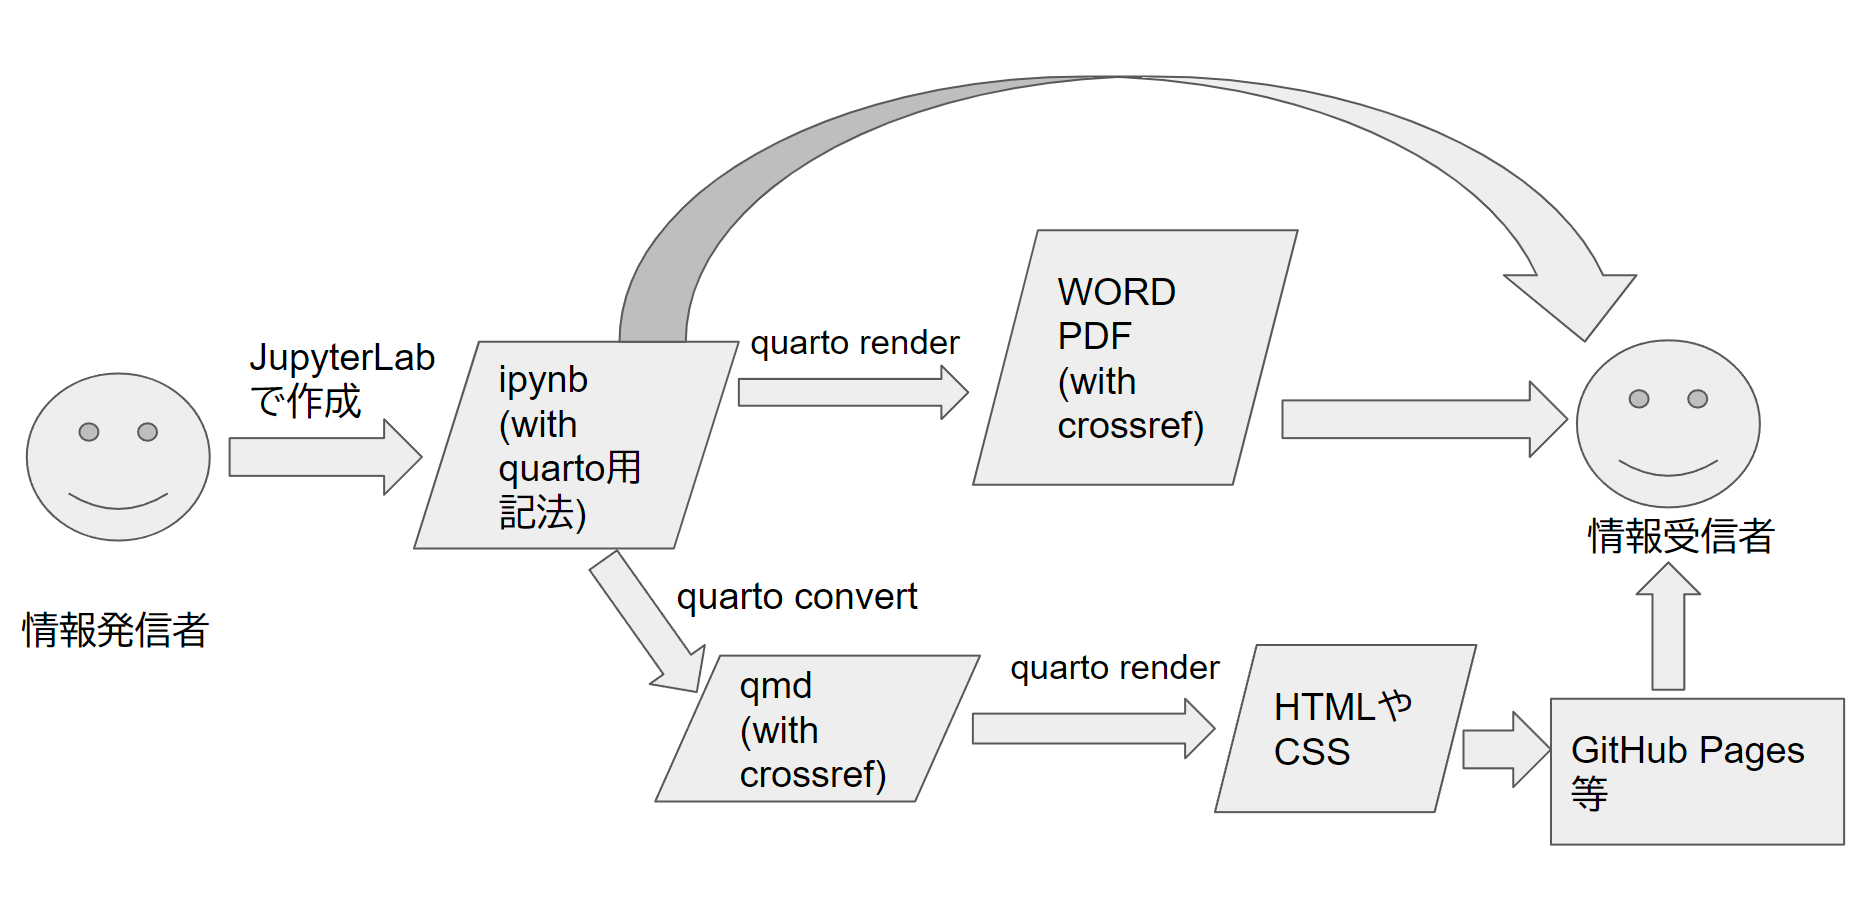 JupyterLab
で作成
情報発信者
ipynb
(with
quarto用
記法)
quarto render
WORD
PDF
(with
crossref)
情報受信者
quarto convert
qmd
(with
crossref)
quarto render
HTMLや
CSS
GitHub Pages
等